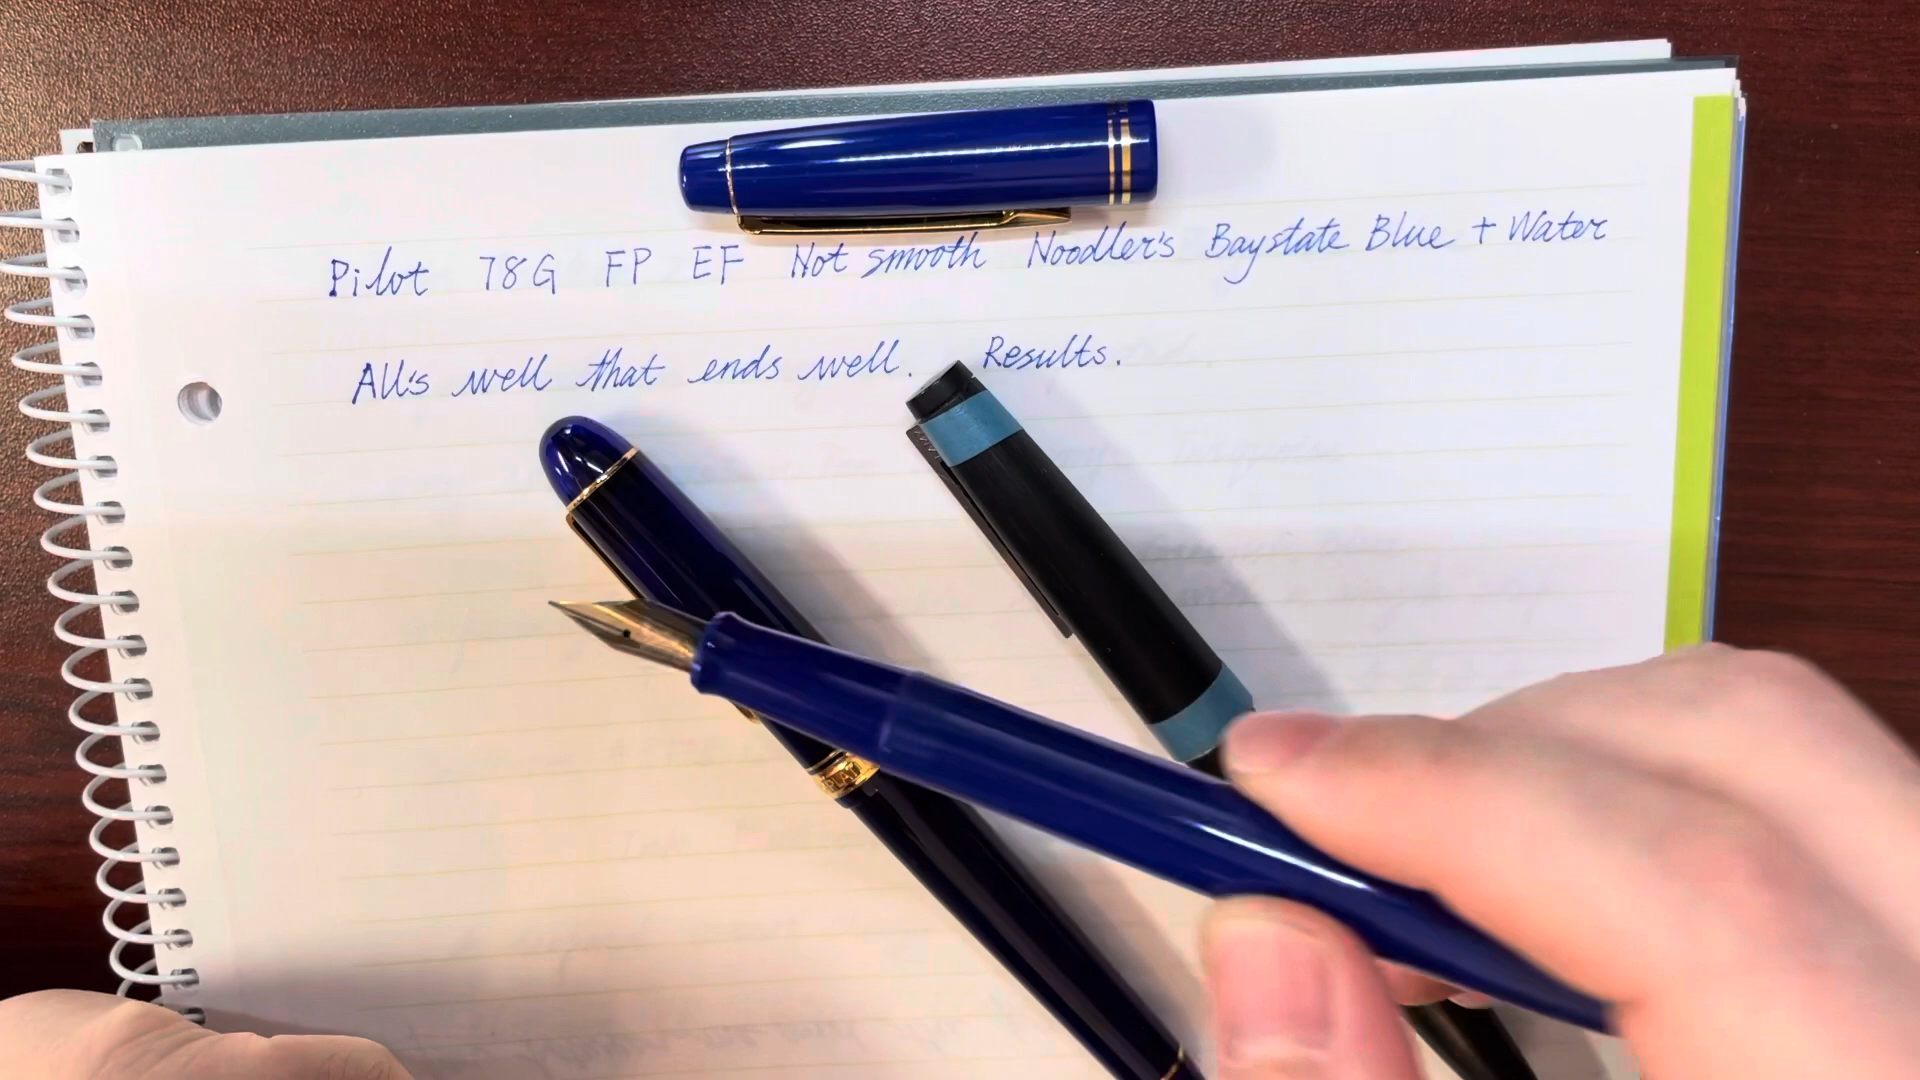 Pilot 78G FP EF Not smooth Noodler's Baystate Blue + Water
All's well that ends well. Results.